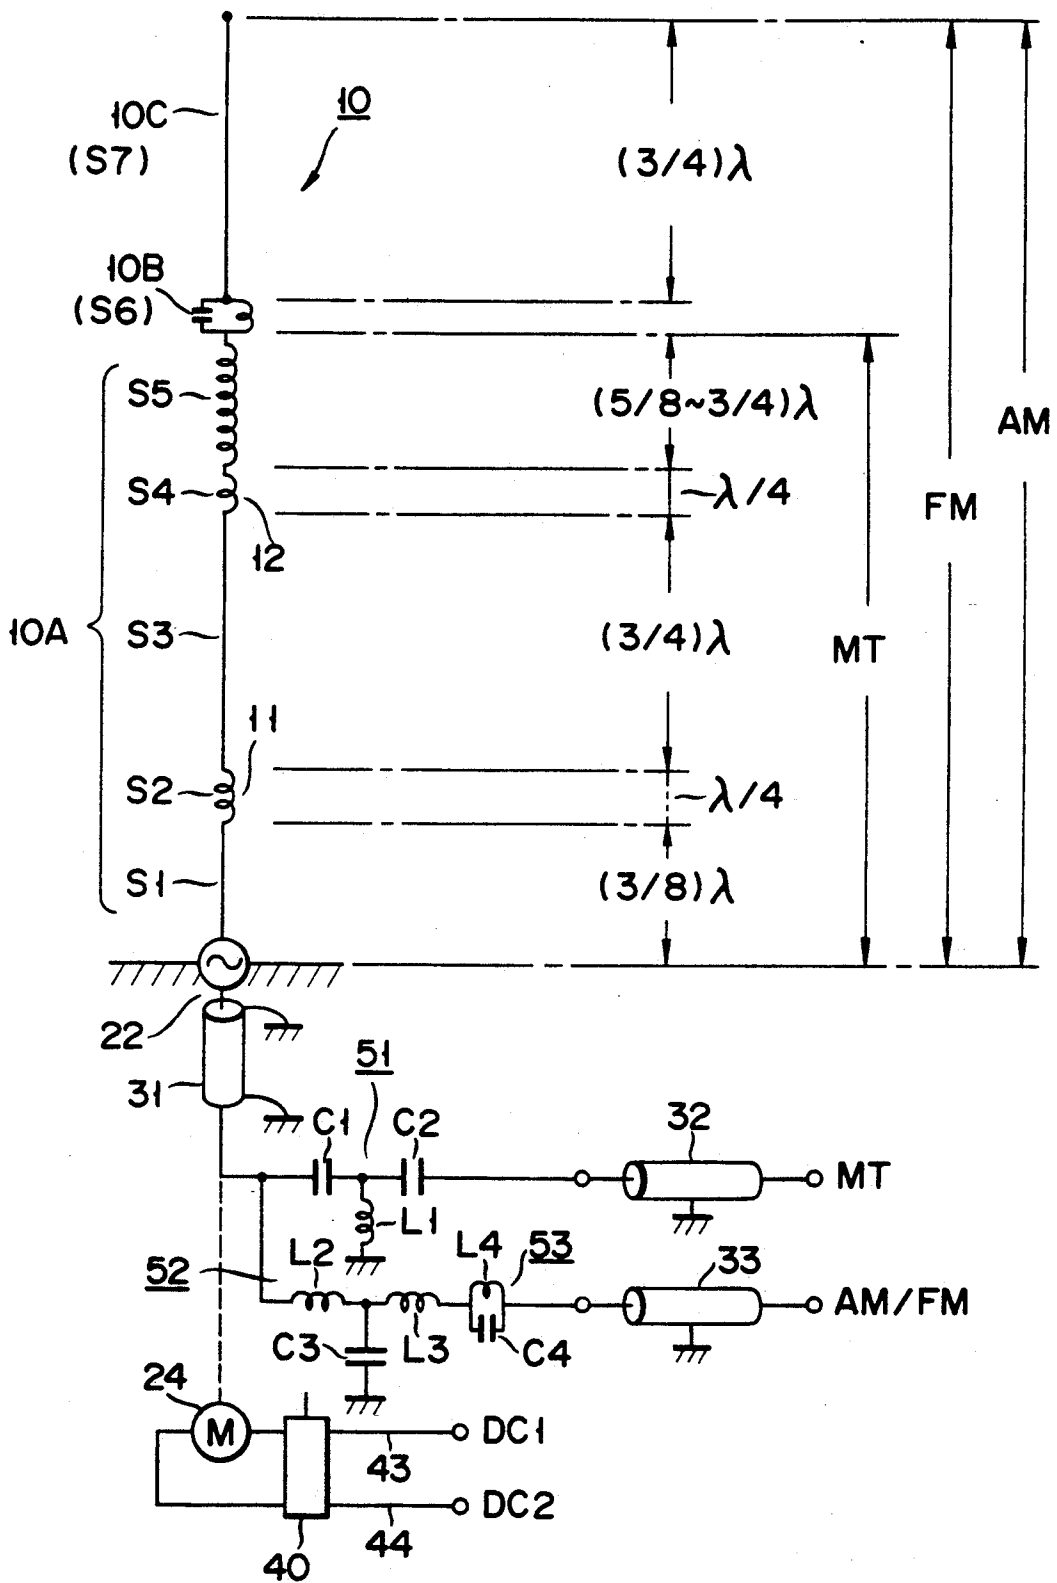 10C
(S7)
10
(3/4)λ
10B
(S6)
S5
(5/8~3/4)λ
AM
S4
λ/4
FM
12
10A
S3
(3/4)λ
MT
11
S2
λ/4
S1
(3/8)λ
22
31
51
C1
C2
32
MT
L1
L2
L4
53
33
52
AM/FM
C3
L3
C4
24
M
DC1
43
DC2
44
40